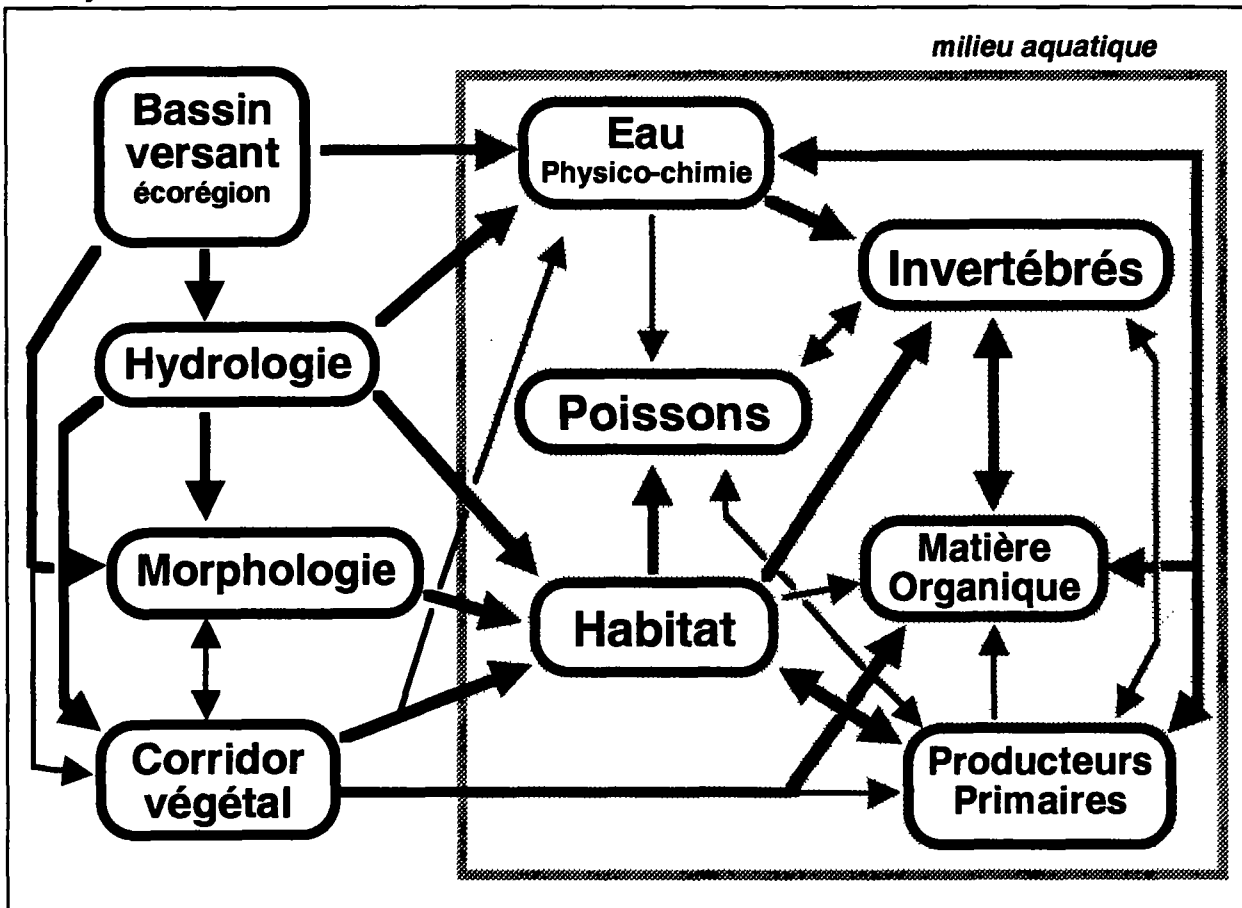 milieu aquatique
Bassin
versant
écorégion
Eau
Physico-chimie
Invertébrés
Hydrologie
Poissons
Morphologie
Matière
Organique
Habitat
Corridor
végétal
Producteurs
Primaires